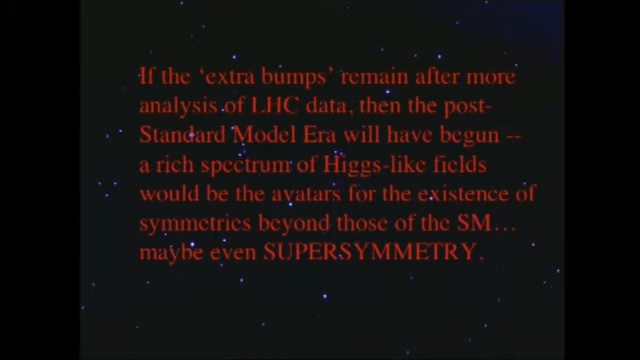 If the ‘extra bumps’ remain after more
analysis of LHC data, then the post-
Standard Model Era will have begun --
a rich spectrum of Higgs-like fields
would be the avatars for the existence of
symmetries beyond those of the SM…
maybe even SUPERSYMMETRY.